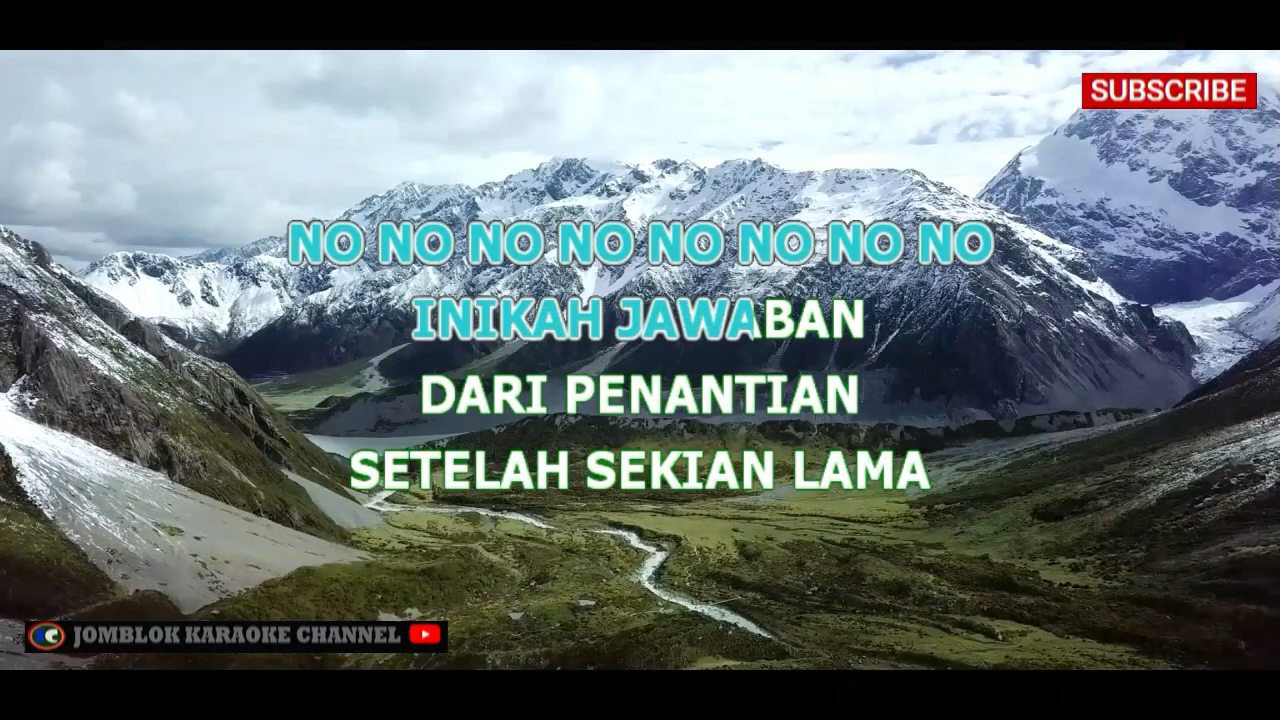 SUBSCRIBE
NO NO NO NO NO NO NO NO
INIKAH JAWABAN
DARI PENANTIAN
SETELAH SEKIAN LAMA
JOMBLOK KARAOKE CHANNEL